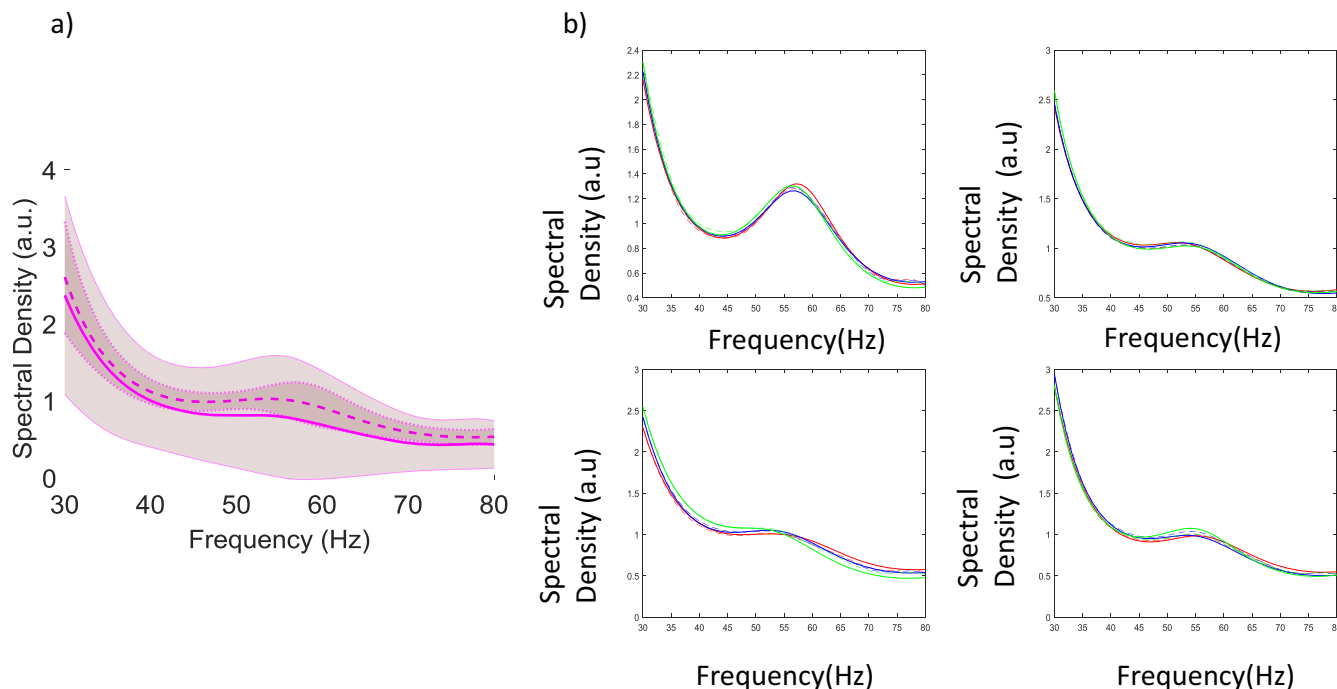 a)
4
3
2
1
0
Spectral Density (a.u.)
30 40 50 60 70 80
Frequency (Hz)
b)
2.4
2.2
2
1.8
1.6
1.4
1.2
1
0.8
0.6
0.4
Spectral
Density (a.u)
30 35 40 45 50 55 60 65 70 75 80
Frequency(Hz)
3
2.5
2
1.5
1
0.5
Spectral
Density (a.u)
30 35 40 45 50 55 60 65 70 75 80
Frequency(Hz)
3
2.5
2
1.5
1
0.5
0
Spectral
Density (a.u)
30 35 40 45 50 55 60 65 70 75 80
Frequency(Hz)
3
2.5
2
1.5
1
0.5
0
Spectral
Density (a.u)
30 35 40 45 50 55 60 65 70 75 80
Frequency(Hz)